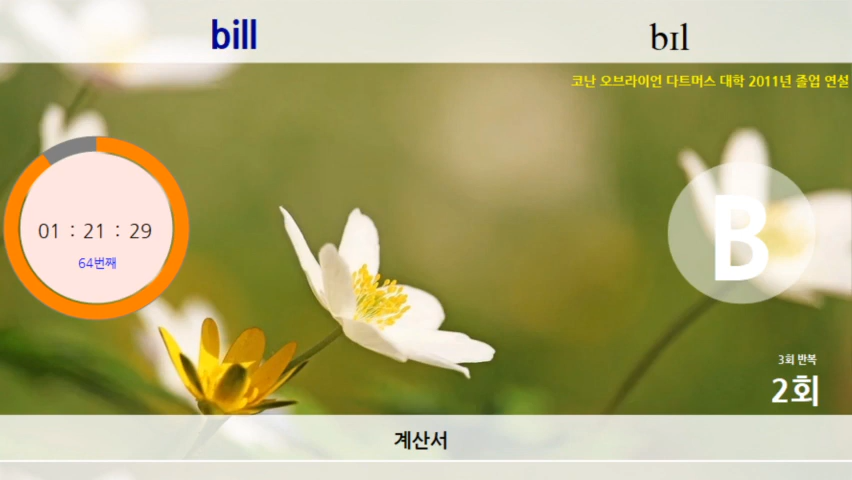 bill
bɪl
코난 오브라이언 다트머스 대학 2011년 졸업 연설
01 : 21 : 29
64번째
B
3회 반복
2회
계산서